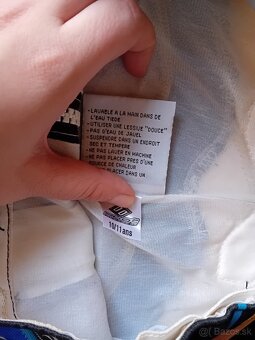 -LAVABLE A LA MAIN DANS DE
L'EAU TIEDE
-UTILISER UNE LESSIVE "DOUCE"
-PAS D'EAU DE JAVEL
-SUSPENDRE DANS UN ENDROIT
SEC ET TEMPERE
-NE PAS LAVER EN MACHINE
-NE PAS PLACER PRES D'UNE
SOURCE DE CHALEUR
PLACER DANS UN
10/11 ans
© Bazos.sk